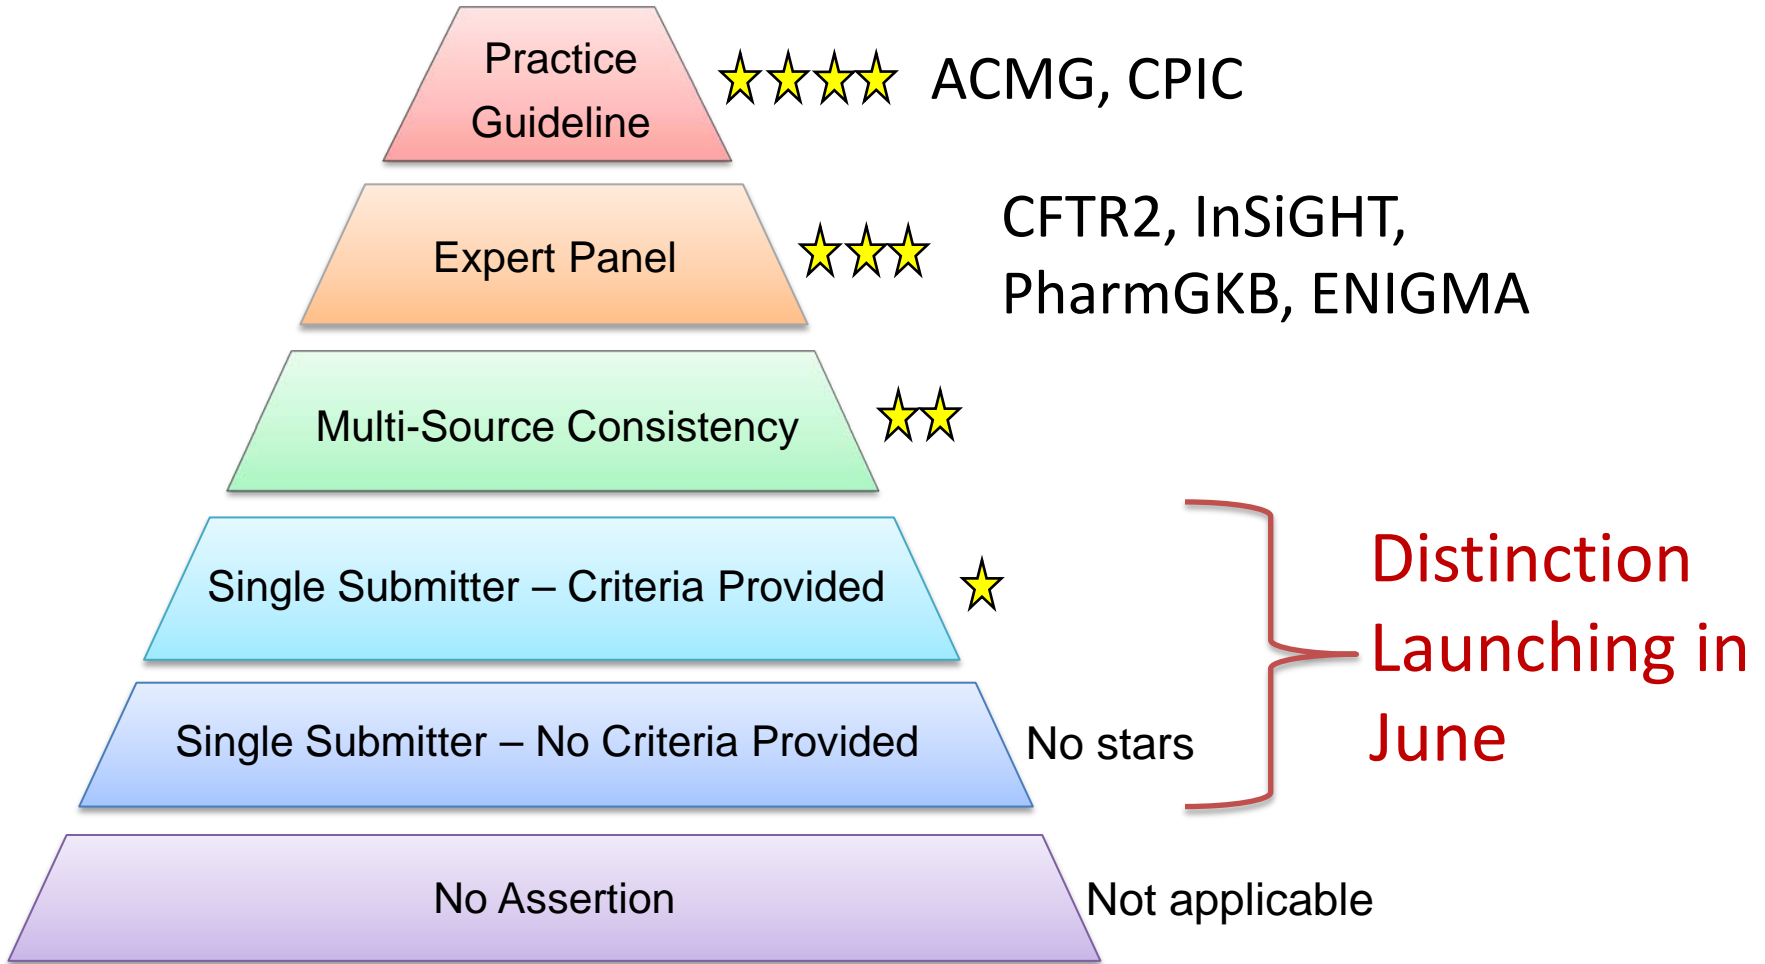 Practice
Guideline
ACMG, CPIC
Expert Panel
CFTR2, InSiGHT,
PharmGKB, ENIGMA
Multi-Source Consistency
Single Submitter – Criteria Provided
Single Submitter – No Criteria Provided
No stars
Distinction
Launching in
June
No Assertion
Not applicable